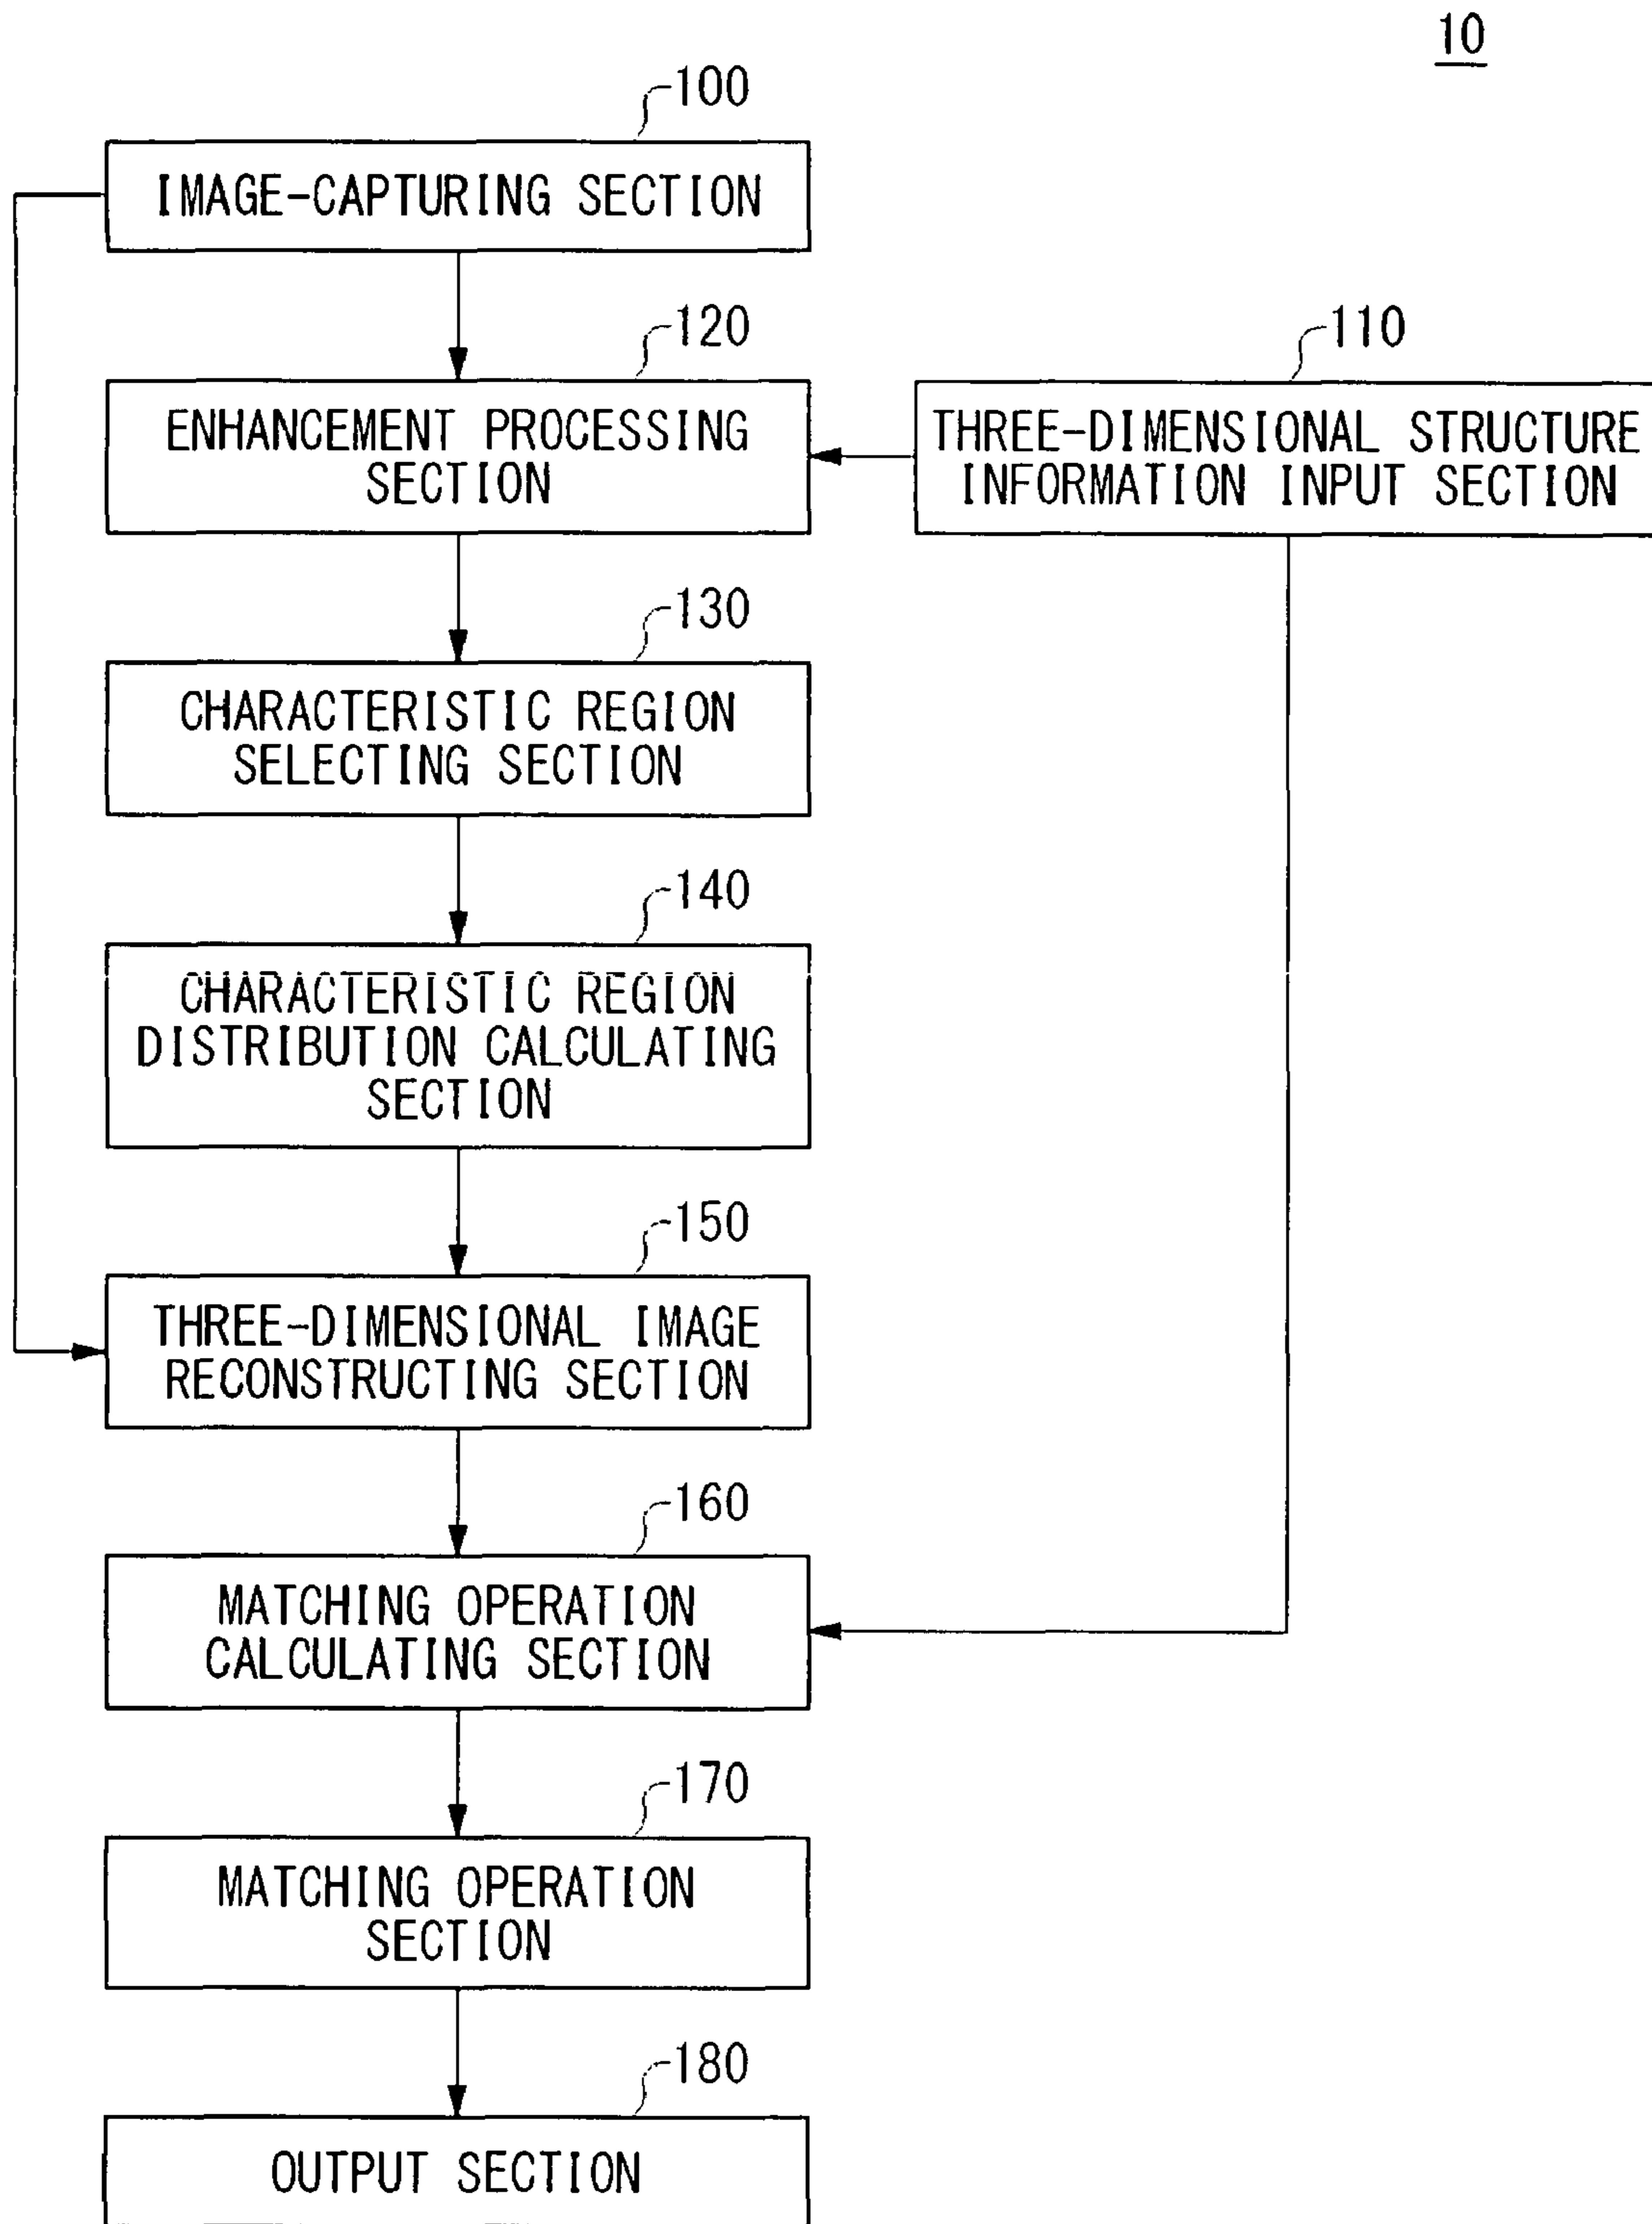 10
100
IMAGE-CAPTURING SECTION
120
ENHANCEMENT PROCESSING
SECTION
110
THREE-DIMENSIONAL STRUCTURE
INFORMATION INPUT SECTION
130
CHARACTERISTIC REGION
SELECTING SECTION
140
CHARACTERISTIC REGION
DISTRIBUTION CALCULATING
SECTION
150
THREE-DIMENSIONAL IMAGE
RECONSTRUCTING SECTION
160
MATCHING OPERATION
CALCULATING SECTION
170
MATCHING OPERATION
SECTION
180
OUTPUT SECTION